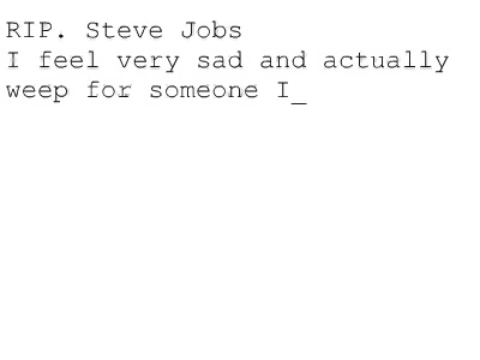 RIP. Steve Jobs
I feel very sad and actually
weep for someone I_